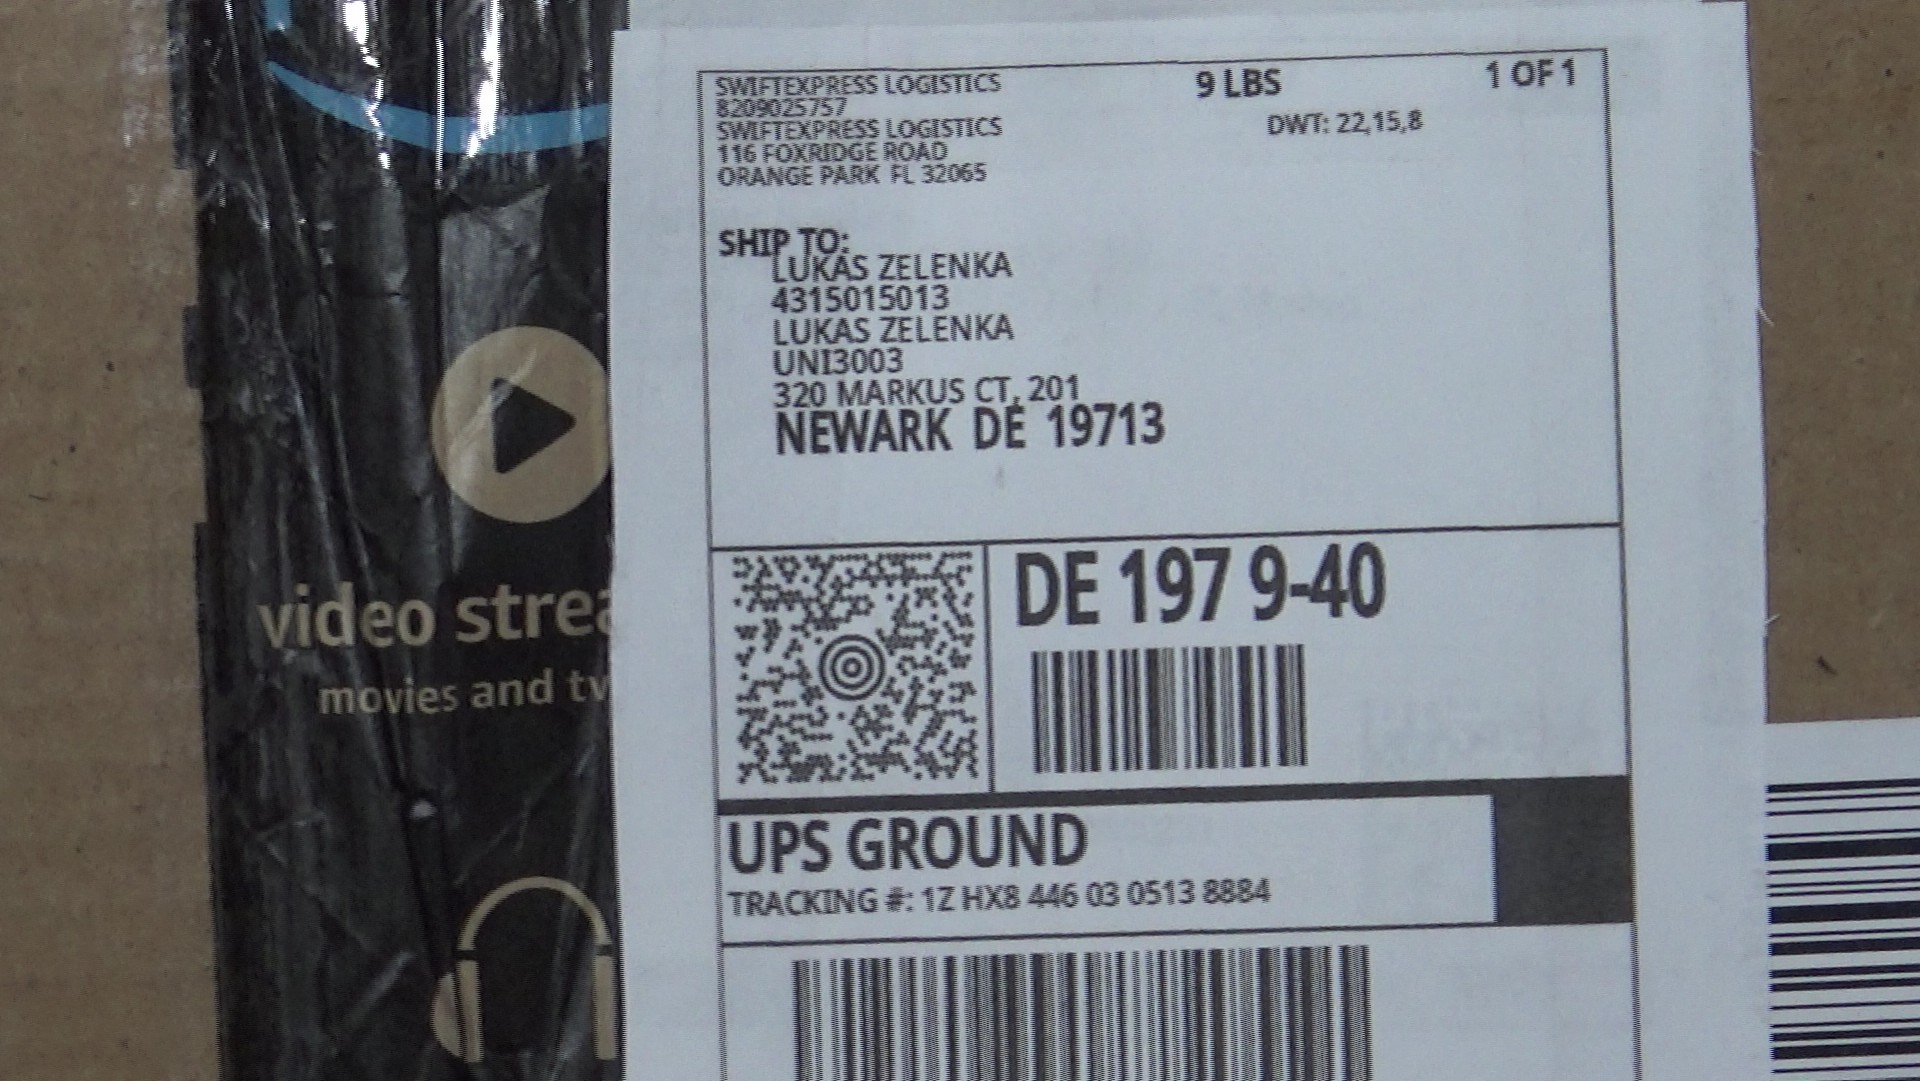 SWIFTEXPRESS LOGISTICS
8209025757
SWIFTEXPRESS LOGISTICS
116 FOXRIDGE ROAD
ORANGE PARK FL 32065
9 LBS
1 OF 1
DWT: 22,15,8
SHIP TO:
LUKAS ZELENKA
4315015013
LUKAS ZELENKA
UNI3003
320 MARKUS CT, 201
NEWARK DE 19713
DE 197 9-40
UPS GROUND
TRACKING #: 1Z HX8 446 03 0513 8884
video strea
movies and tv